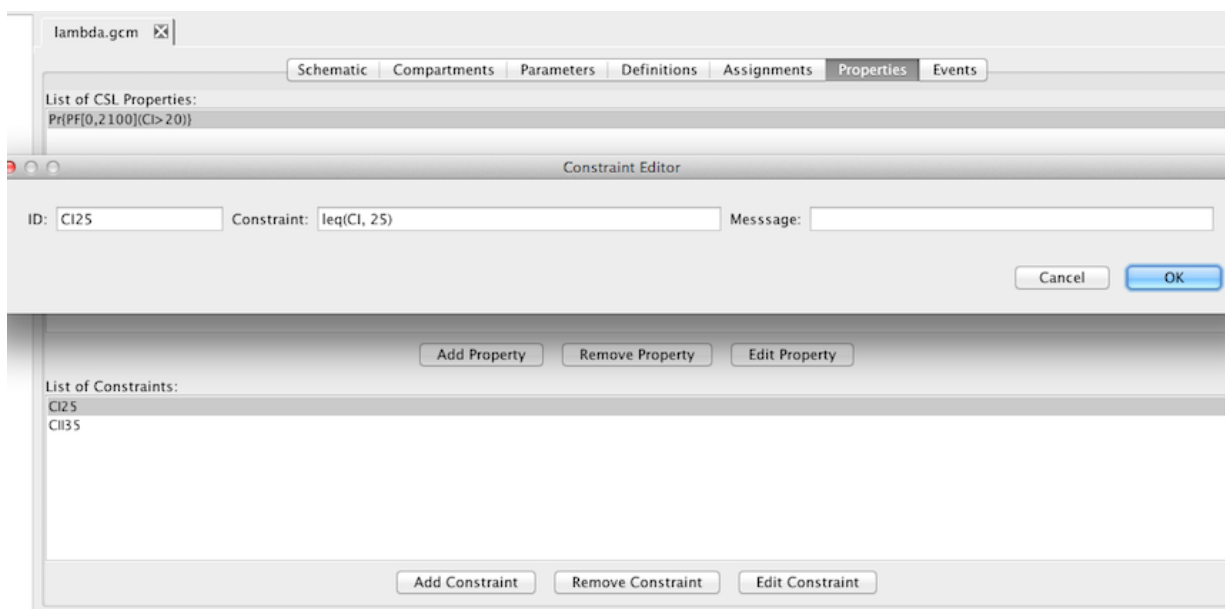 lambda.gcm
Schematic Compartments Parameters Definitions Assignments Properties Events
List of CSL Properties:
Pr{PF[0,2100](CI>20)}
Constraint Editor
ID: CI25 Constraint: leq(CI, 25) Messsage:
Cancel OK
Add Property Remove Property Edit Property
List of Constraints:
CI25
CII35
Add Constraint Remove Constraint Edit Constraint